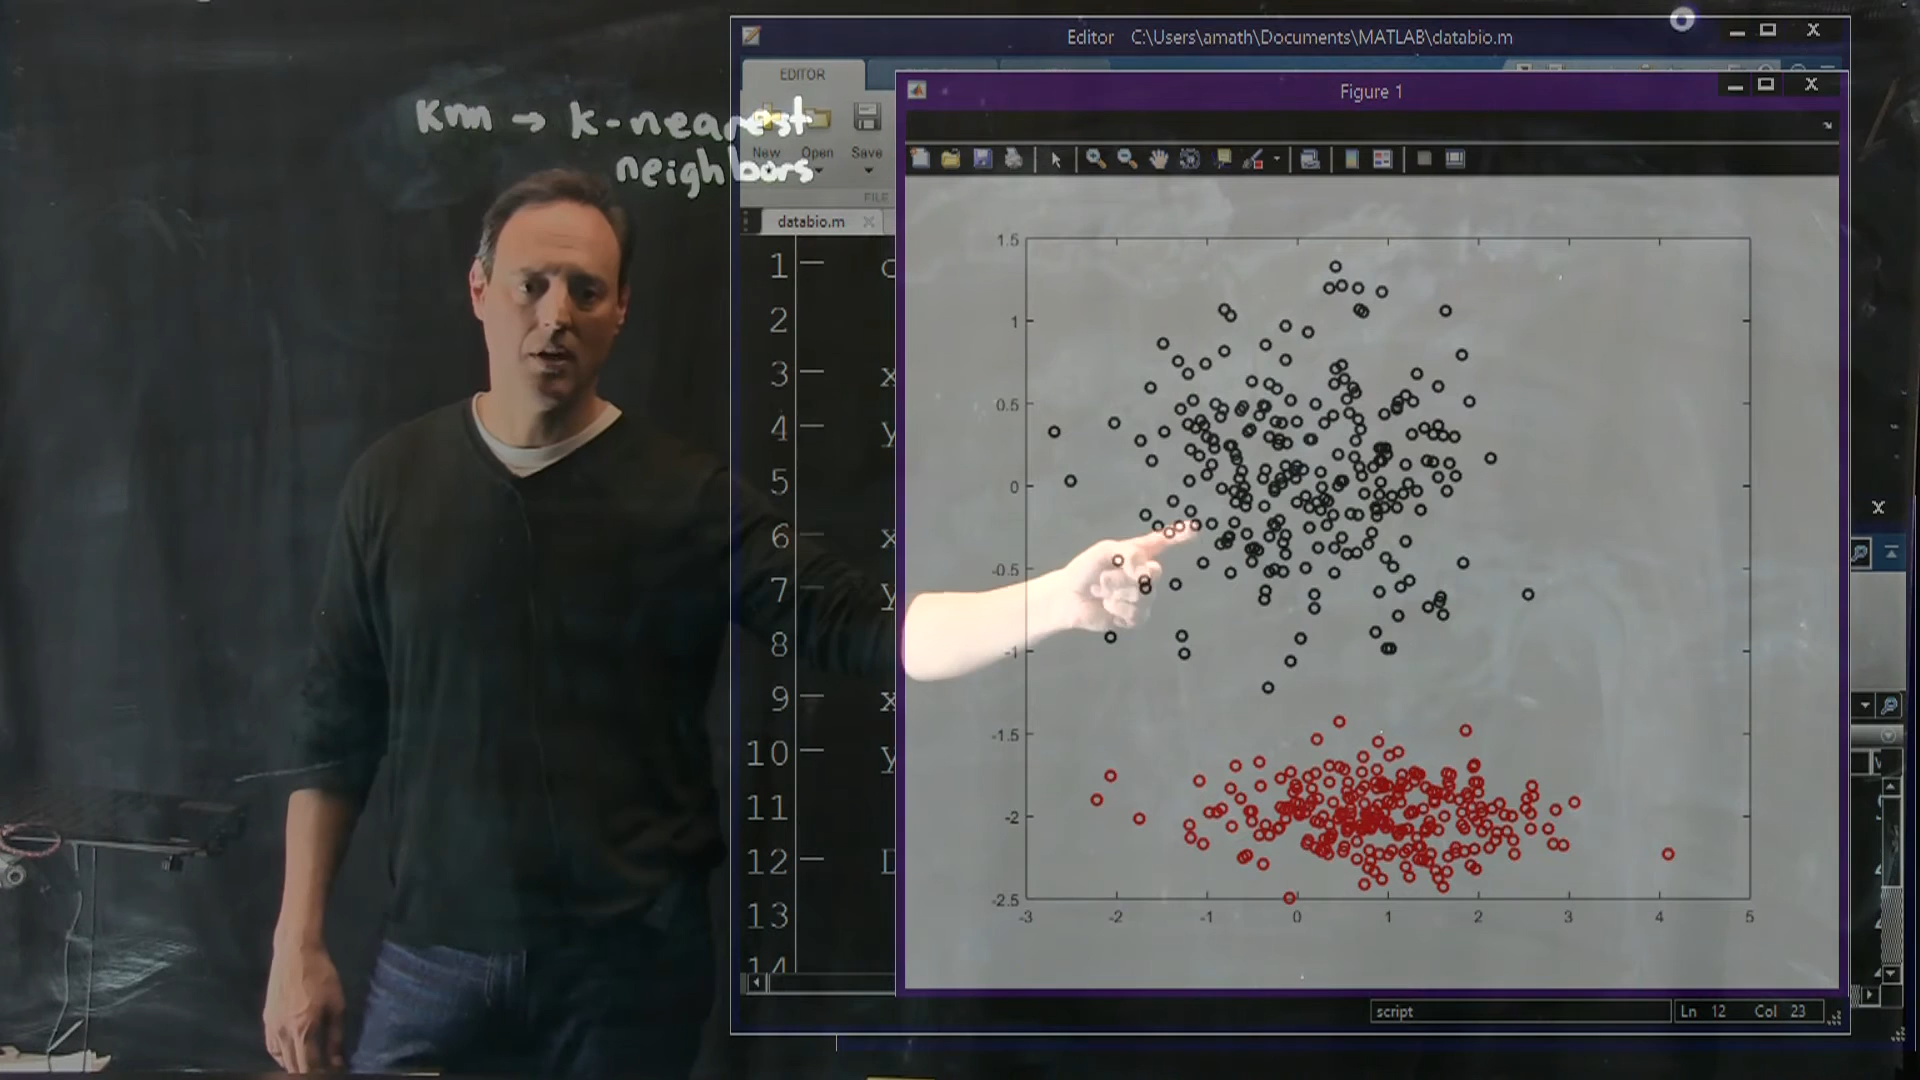 Editor C:\Users\amath\Documents\MATLAB\databio.m
EDITOR
Figure 1
Knn → k-nearest
neighbors
New Open Save
FILE
databio.m
1
2
3 x
4 y
5
6 x
7 y
8
9 x
10 y
11
12 D
13
14
1.5
1
0.5
0
-0.5
-1
-1.5
-2
-2.5
-3 -2 -1 0 1 2 3 4 5
script
Ln 12 Col 23